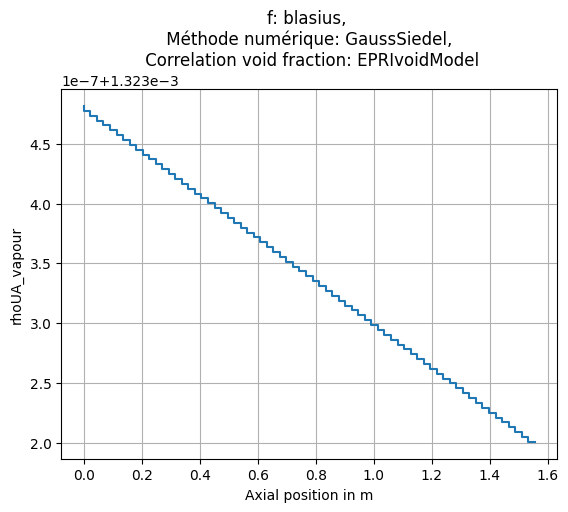 f: blasius,
Méthode numérique: GaussSiedel,
Correlation void fraction: EPRIvoidModel
1e−7+1.323e−3
4.5
4.0
3.5
3.0
2.5
2.0
rhoUA_vapour
0.0 0.2 0.4 0.6 0.8 1.0 1.2 1.4 1.6
Axial position in m